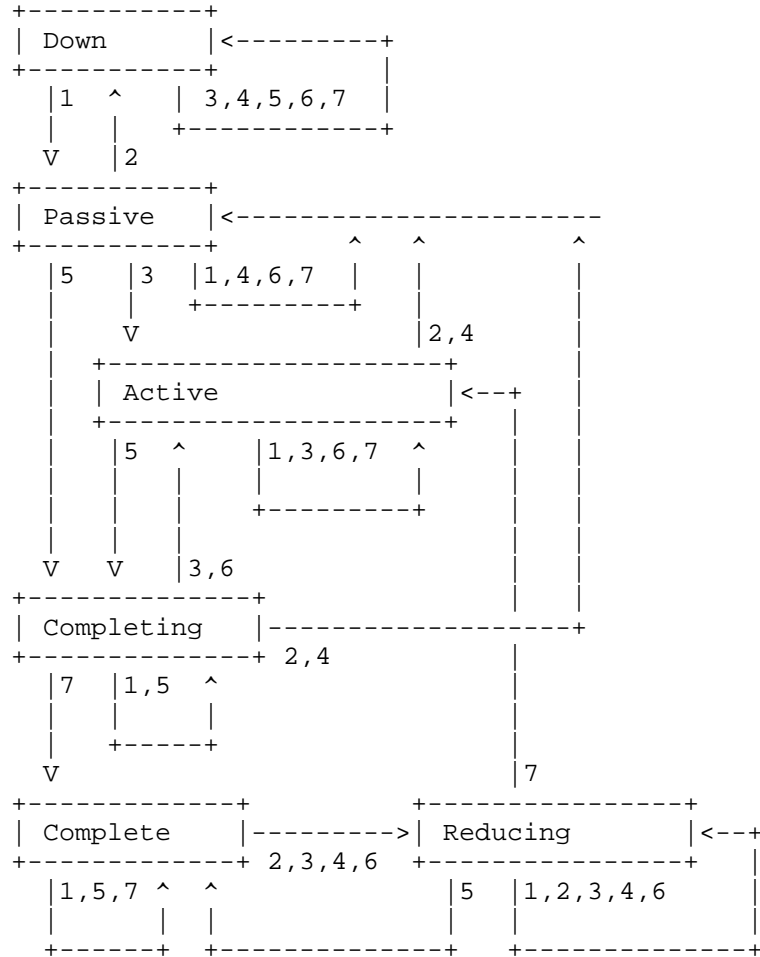 Down
1
3,4,5,6,7
2
Passive
5 3 1,4,6,7
2,4
Active
5 1,3,6,7
3,6
Completing
2,4
7 1,5
7
Complete Reducing
2,3,4,6
1,5,7 5 1,2,3,4,6